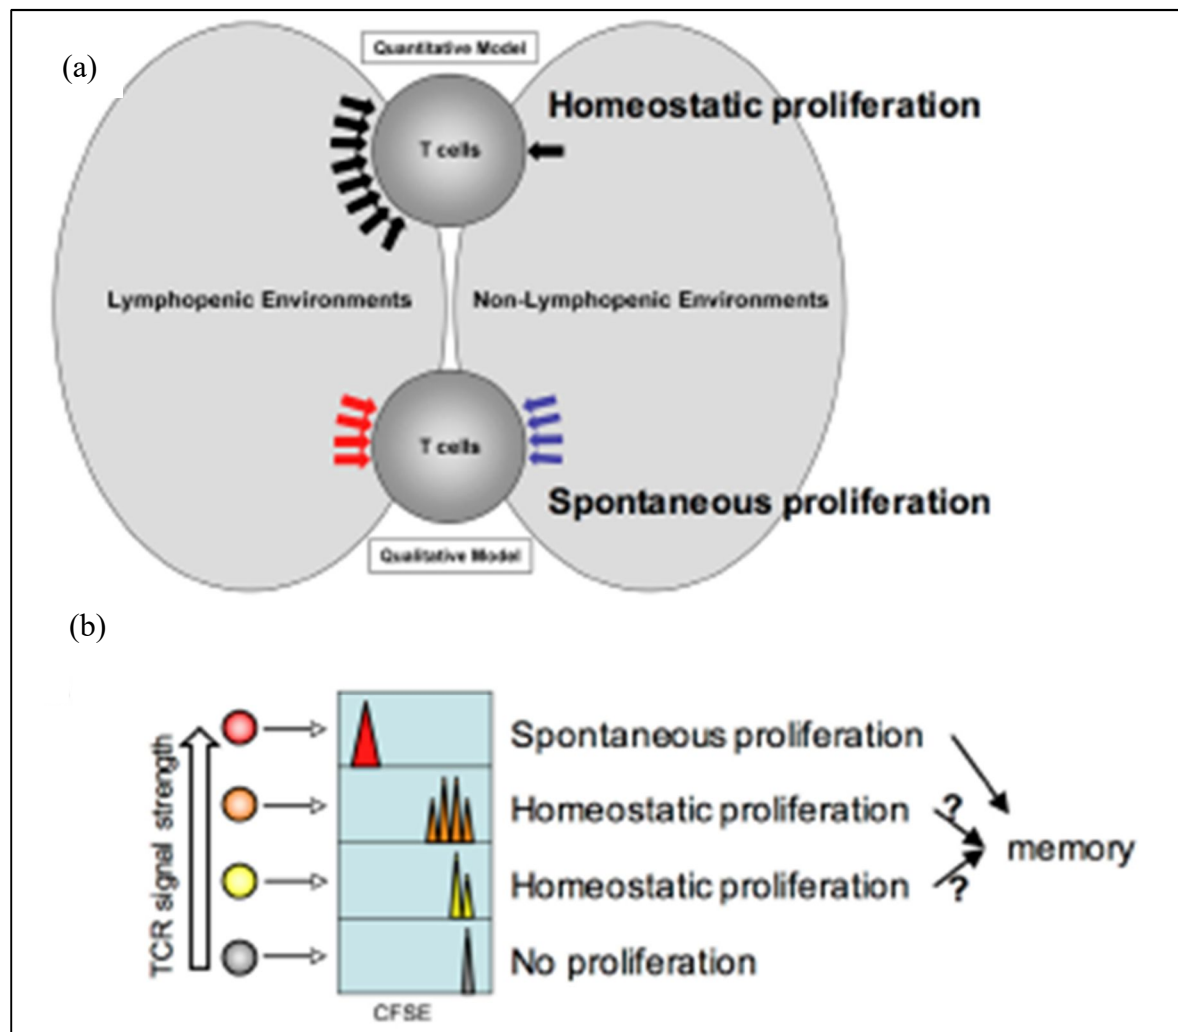 (a)
Quantitative Model
Homeostatic proliferation
T cells
Lymphopenic Environments
Non-Lymphopenic Environments
T cells
Spontaneous proliferation
Qualitative Model
(b)
TCR signal strength
Spontaneous proliferation
Homeostatic proliferation
?
memory
Homeostatic proliferation
?
No proliferation
CFSE